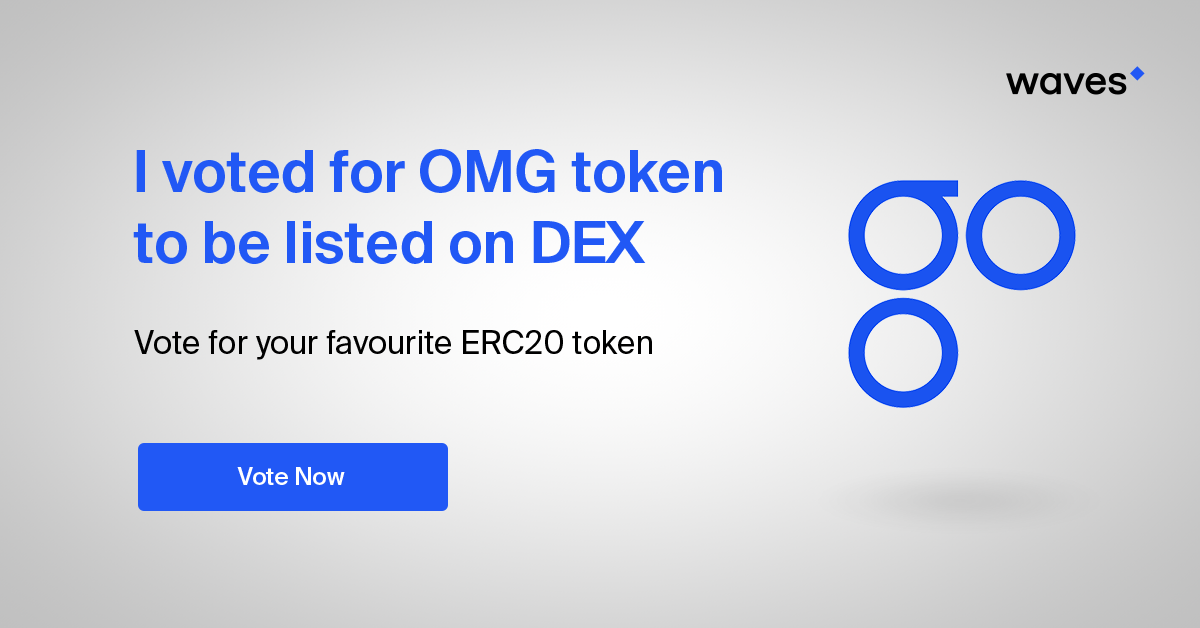 waves
I voted for OMG token
to be listed on DEX
Vote for your favourite ERC20 token
Vote Now